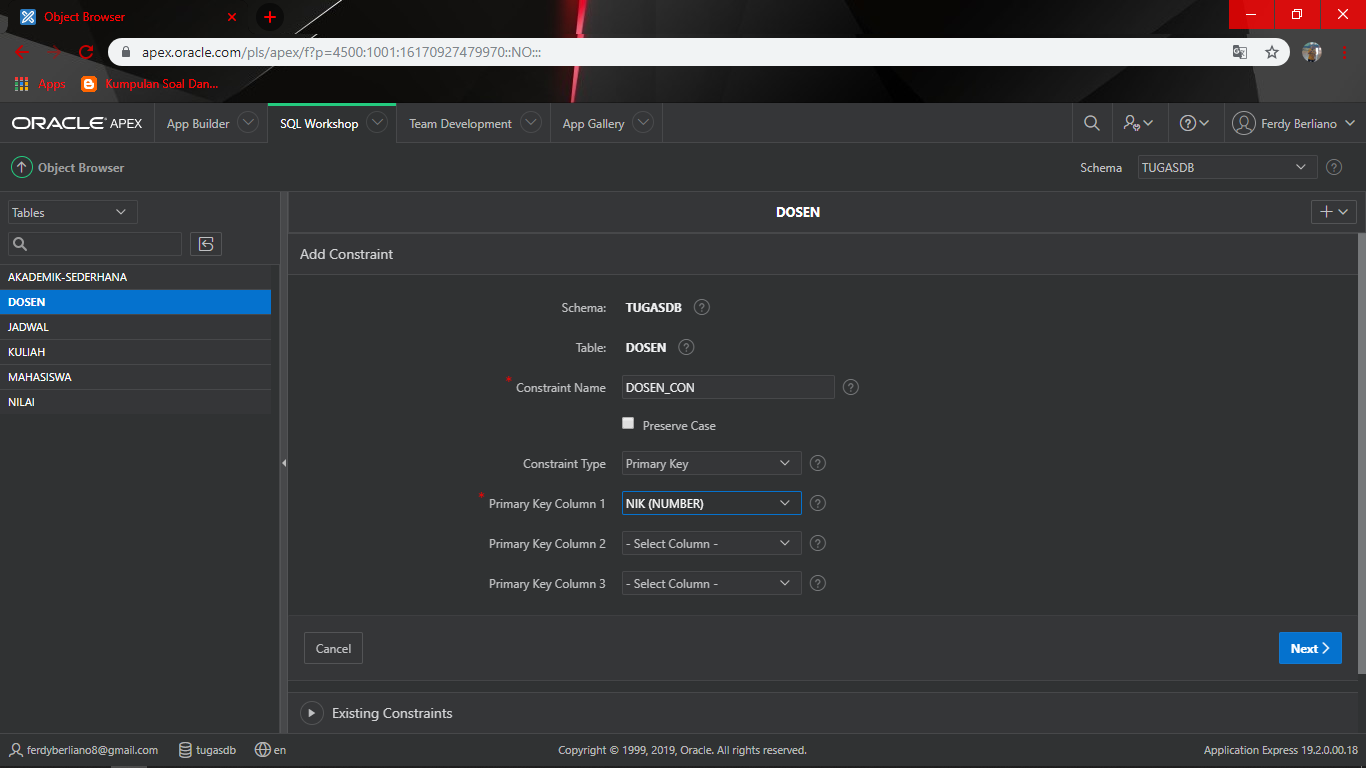 Object Browser
apex.oracle.com/pls/apex/f?p=4500:1001:16170927479970::NO:::
Apps Kumpulan Soal Dan...
ORACLE APEX App Builder SQL Workshop Team Development App Gallery Ferdy Berliano
Object Browser Schema TUGASDB
Tables
DOSEN
Add Constraint
AKADEMIK-SEDERHANA
DOSEN
JADWAL
KULIAH
MAHASISWA
NILAI
Schema: TUGASDB
Table: DOSEN
* Constraint Name DOSEN_CON
Preserve Case
Constraint Type Primary Key
* Primary Key Column 1 NIK (NUMBER)
Primary Key Column 2 - Select Column -
Primary Key Column 3 - Select Column -
Cancel Next
Existing Constraints
ferdyberliano8@gmail.com tugasdb en Copyright © 1999, 2019, Oracle. All rights reserved. Application Express 19.2.0.00.18